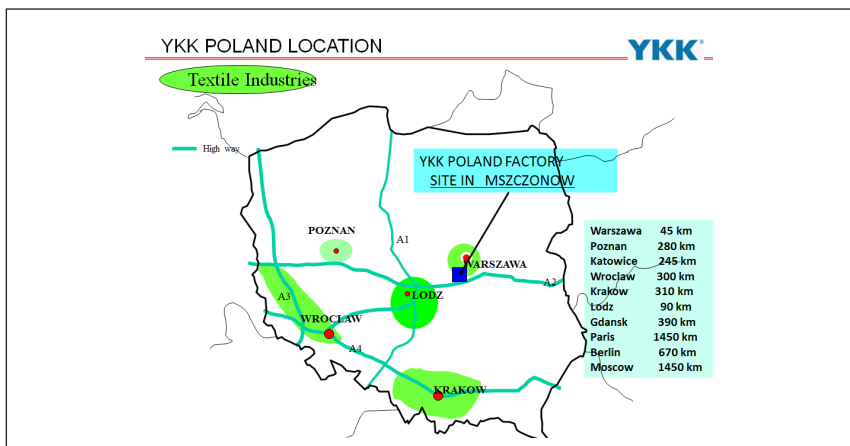 YKK POLAND LOCATION
YKK
Textile Industries
High way
YKK POLAND FACTORY
SITE IN MSZCZONOW
POZNAN
A1
WARSZAWA
A2
LODZ
A3
WROCLAW
A4
KRAKOW
Warszawa 45 km
Poznan 280 km
Katowice 245 km
Wroclaw 300 km
Kraków 310 km
Lodz 90 km
Gdansk 390 km
Paris 1450 km
Berlin 670 km
Moscow 1450 km